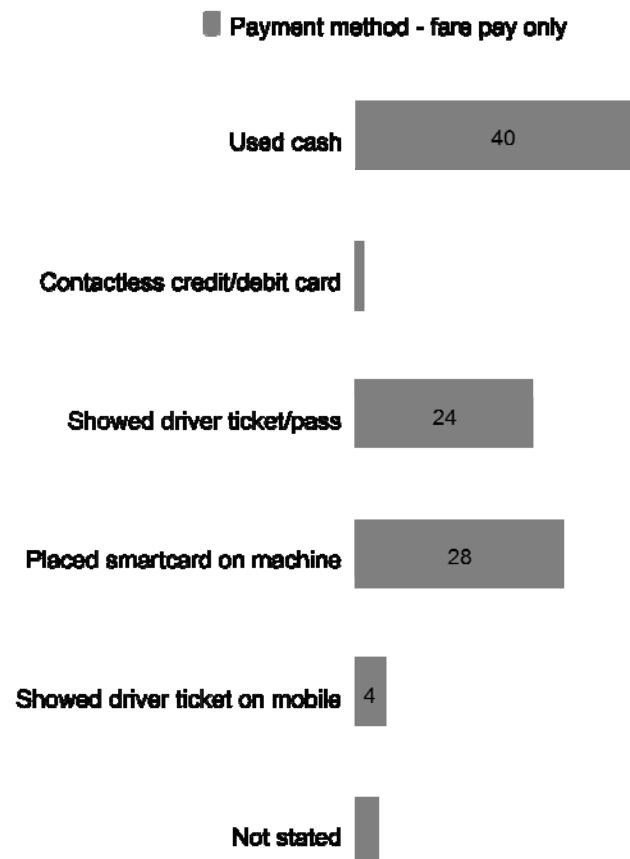 Payment method - fare pay only
Used cash 40
Contactless credit/debit card
Showed driver ticket/pass 24
Placed smartcard on machine 28
Showed driver ticket on mobile 4
Not stated